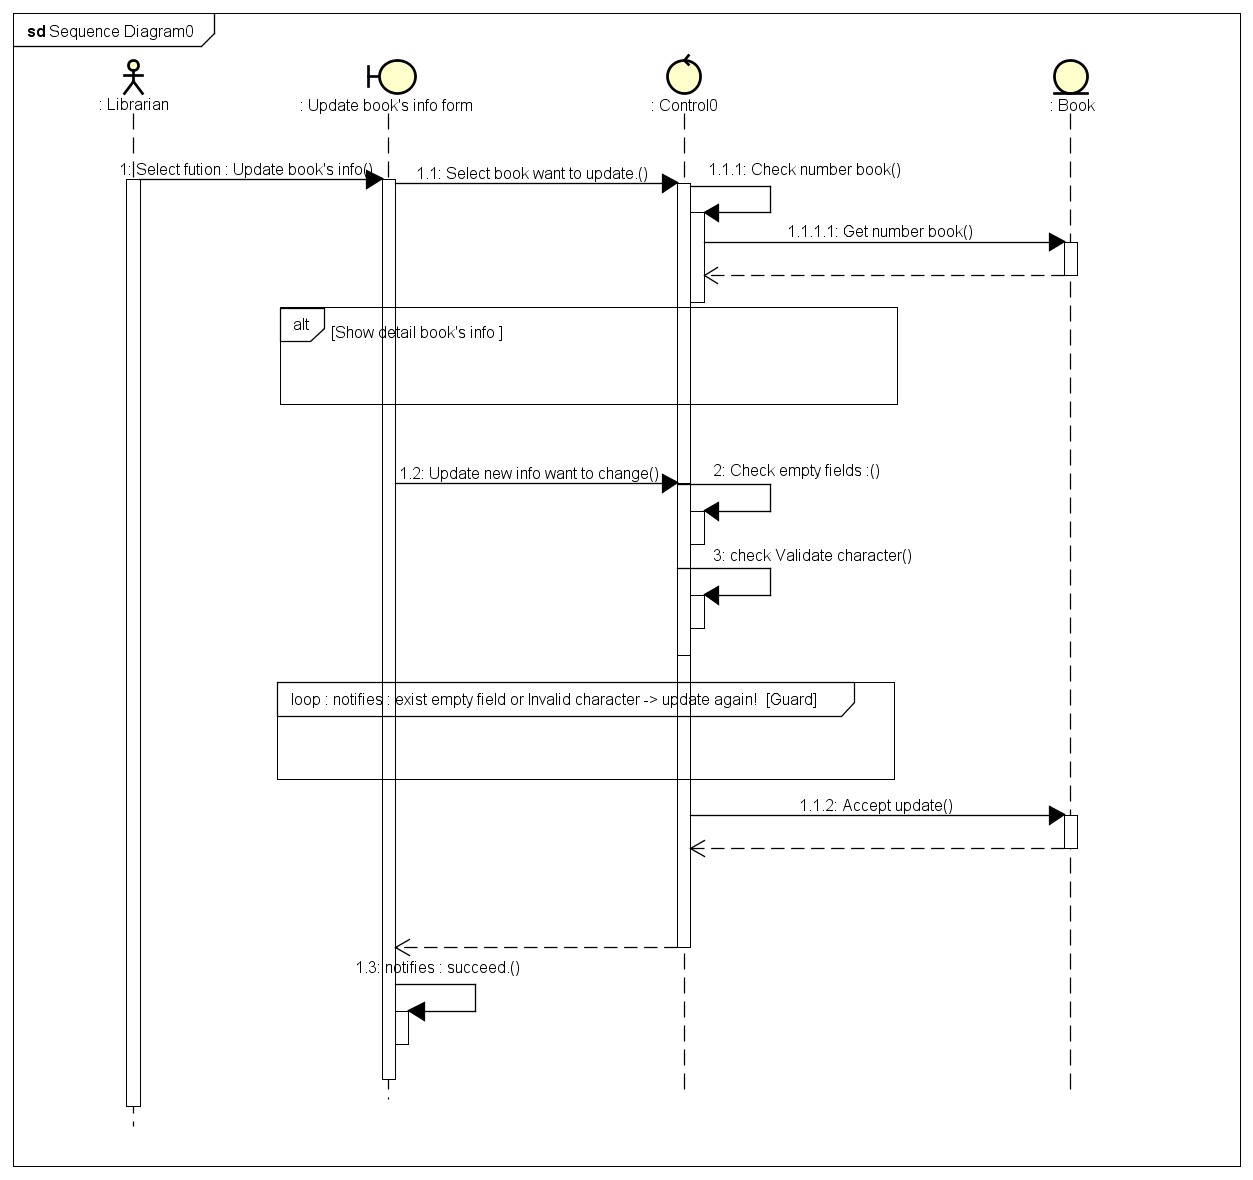 sd Sequence Diagram0
: Librarian
: Update book's info form
: Control0
: Book
1: Select fution : Update book's info()
1.1: Select book want to update.()
1.1.1: Check number book()
1.1.1.1: Get number book()
alt
[Show detail book's info ]
1.2: Update new info want to change()
2: Check empty fields :()
3: check Validate character()
loop : notifies : exist empty field or Invalid character -> update again! [Guard]
1.1.2: Accept update()
1.3: notifies : succeed.()